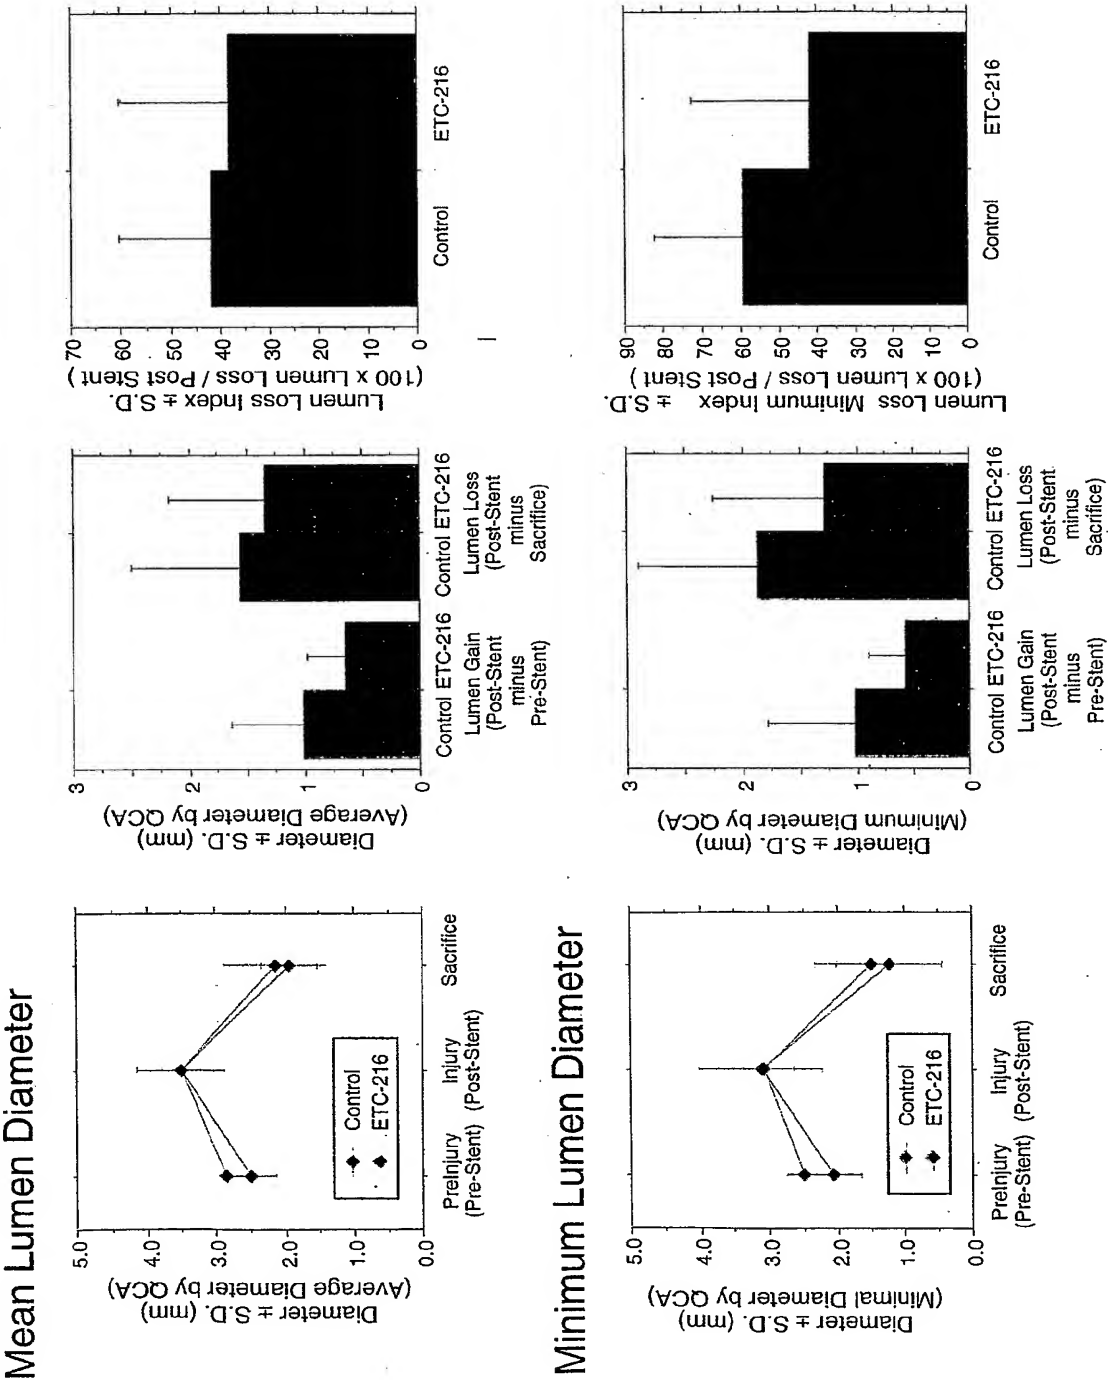 Mean Lumen Diameter
Diameter ± S.D. (mm)
(Average Diameter by QCA)
5.0
4.0
3.0
2.0
1.0
0.0
Control
ETC-216
PreInjury
(Pre-Stent)
Injury
(Post-Stent)
Sacrifice
Diameter ± S.D. (mm)
(Average Diameter by QCA)
3
2
1
0
Control ETC-216
Lumen Gain
(Post-Stent
minus
Pre-Stent)
Control ETC-216
Lumen Loss
(Post-Stent
minus
Sacrifice)
Lumen Loss Index ± S.D.
(100 x Lumen Loss / Post Stent )
70
60
50
40
30
20
10
0
Control
ETC-216
Minimum Lumen Diameter
Diameter ± S.D. (mm)
(Minimal Diameter by QCA)
5.0
4.0
3.0
2.0
1.0
0.0
Control
ETC-216
PreInjury
(Pre-Stent)
Injury
(Post-Stent)
Sacrifice
Diameter ± S.D. (mm)
(Minimum Diameter by QCA)
3
2
1
0
Control ETC-216
Lumen Gain
(Post-Stent
minus
Pre-Stent)
Control ETC-216
Lumen Loss
(Post-Stent
minus
Sacrifice)
Lumen Loss Minimum Index ± S.D.
(100 x Lumen Loss / Post Stent)
90
80
70
60
50
40
30
20
10
0
Control
ETC-216